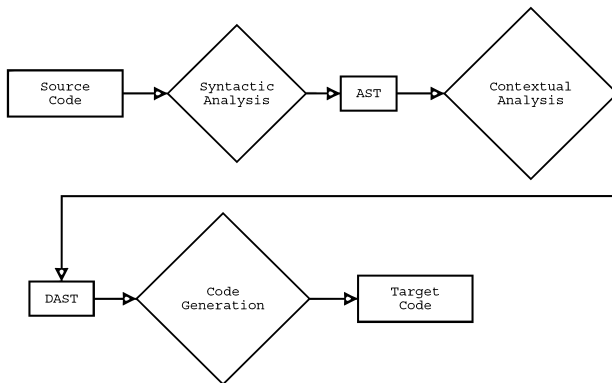 Source
Code
Syntactic
Analysis
AST
Contextual
Analysis
DAST
Code
Generation
Target
Code